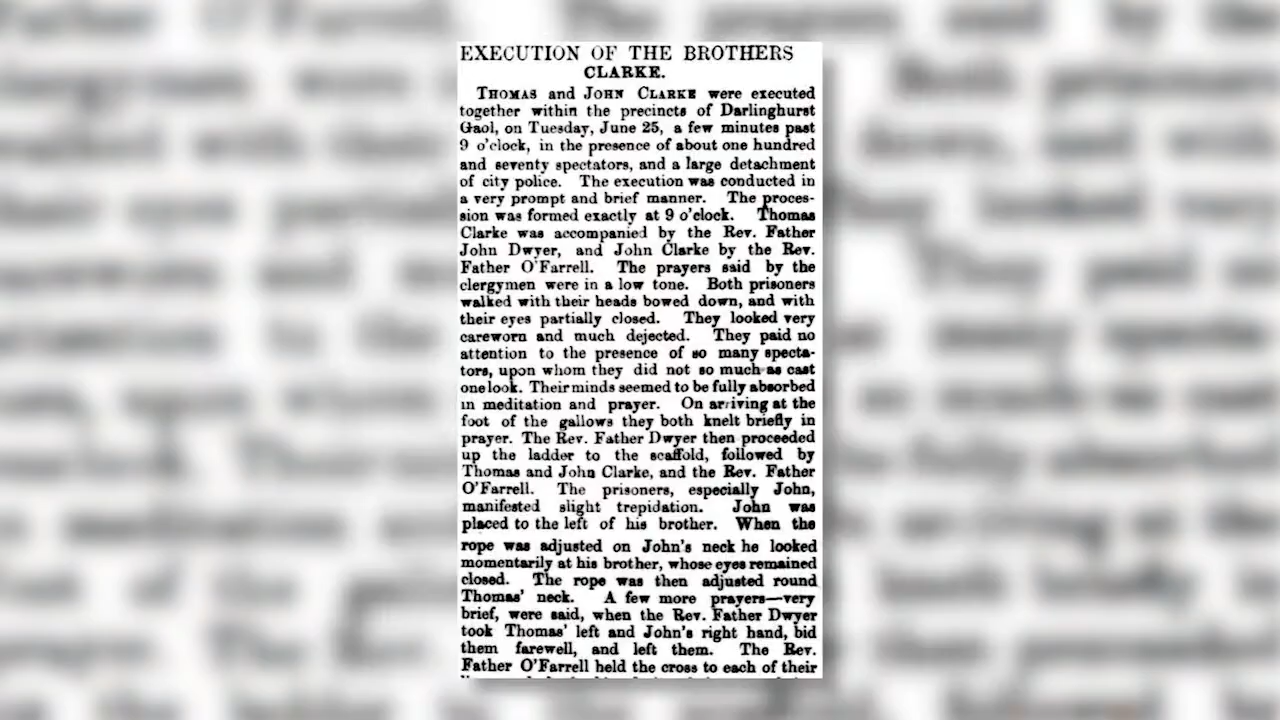 EXECUTION OF THE BROTHERS
CLARKE.
THOMAS and JOHN CLARKE were executed
together within the precincts of Darlinghurst
Gaol, on Tuesday, June 25, a few minutes past
9 o'clock, in the presence of about one hundred
and seventy spectators, and a large detachment
of city police. The execution was conducted in
a very prompt and brief manner. The proces-
sion was formed exactly at 9 o'clock. Thomas
Clarke was accompanied by the Rev. Father
John Dwyer, and John Clarke by the Rev.
Father O'Farrell. The prayers said by the
clergymen were in a low tone. Both prisoners
walked with their heads bowed down, and with
their eyes partially closed. They looked very
careworn and much dejected. They paid no
attention to the presence of so many specta-
tors, upon whom they did not so much as cast
one look. Their minds seemed to be fully absorbed
in meditation and prayer. On arriving at the
foot of the gallows they both knelt briefly in
prayer. The Rev. Father Dwyer then proceeded
up the ladder to the scaffold, followed by
Thomas and John Clarke, and the Rev. Father
O'Farrell. The prisoners, especially John,
manifested slight trepidation. John was
placed to the left of his brother. When the
rope was adjusted on John's neck he looked
momentarily at his brother, whose eyes remained
closed. The rope was then adjusted round
Thomas' neck. A few more prayers—very
brief, were said, when the Rev. Father Dwyer
took Thomas' left and John's right hand, bid
them farewell, and left them. The Rev.
Father O'Farrell held the cross to each of their